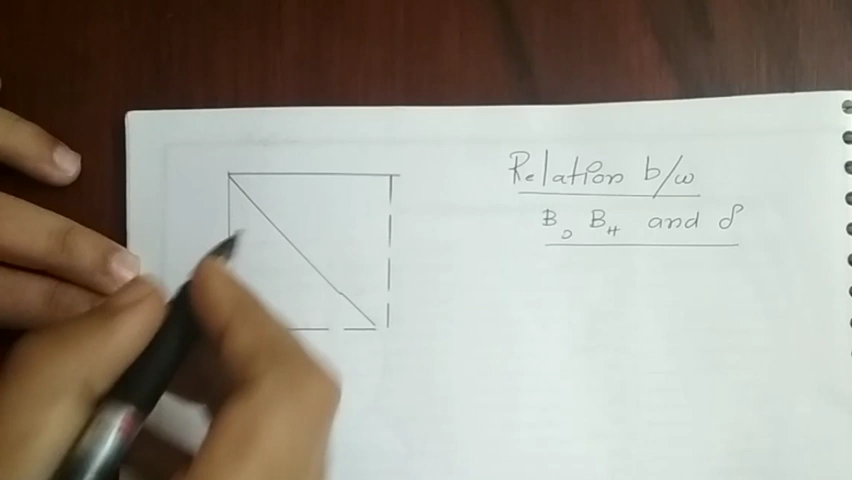 Relation b/w
B₀ B_H and δ